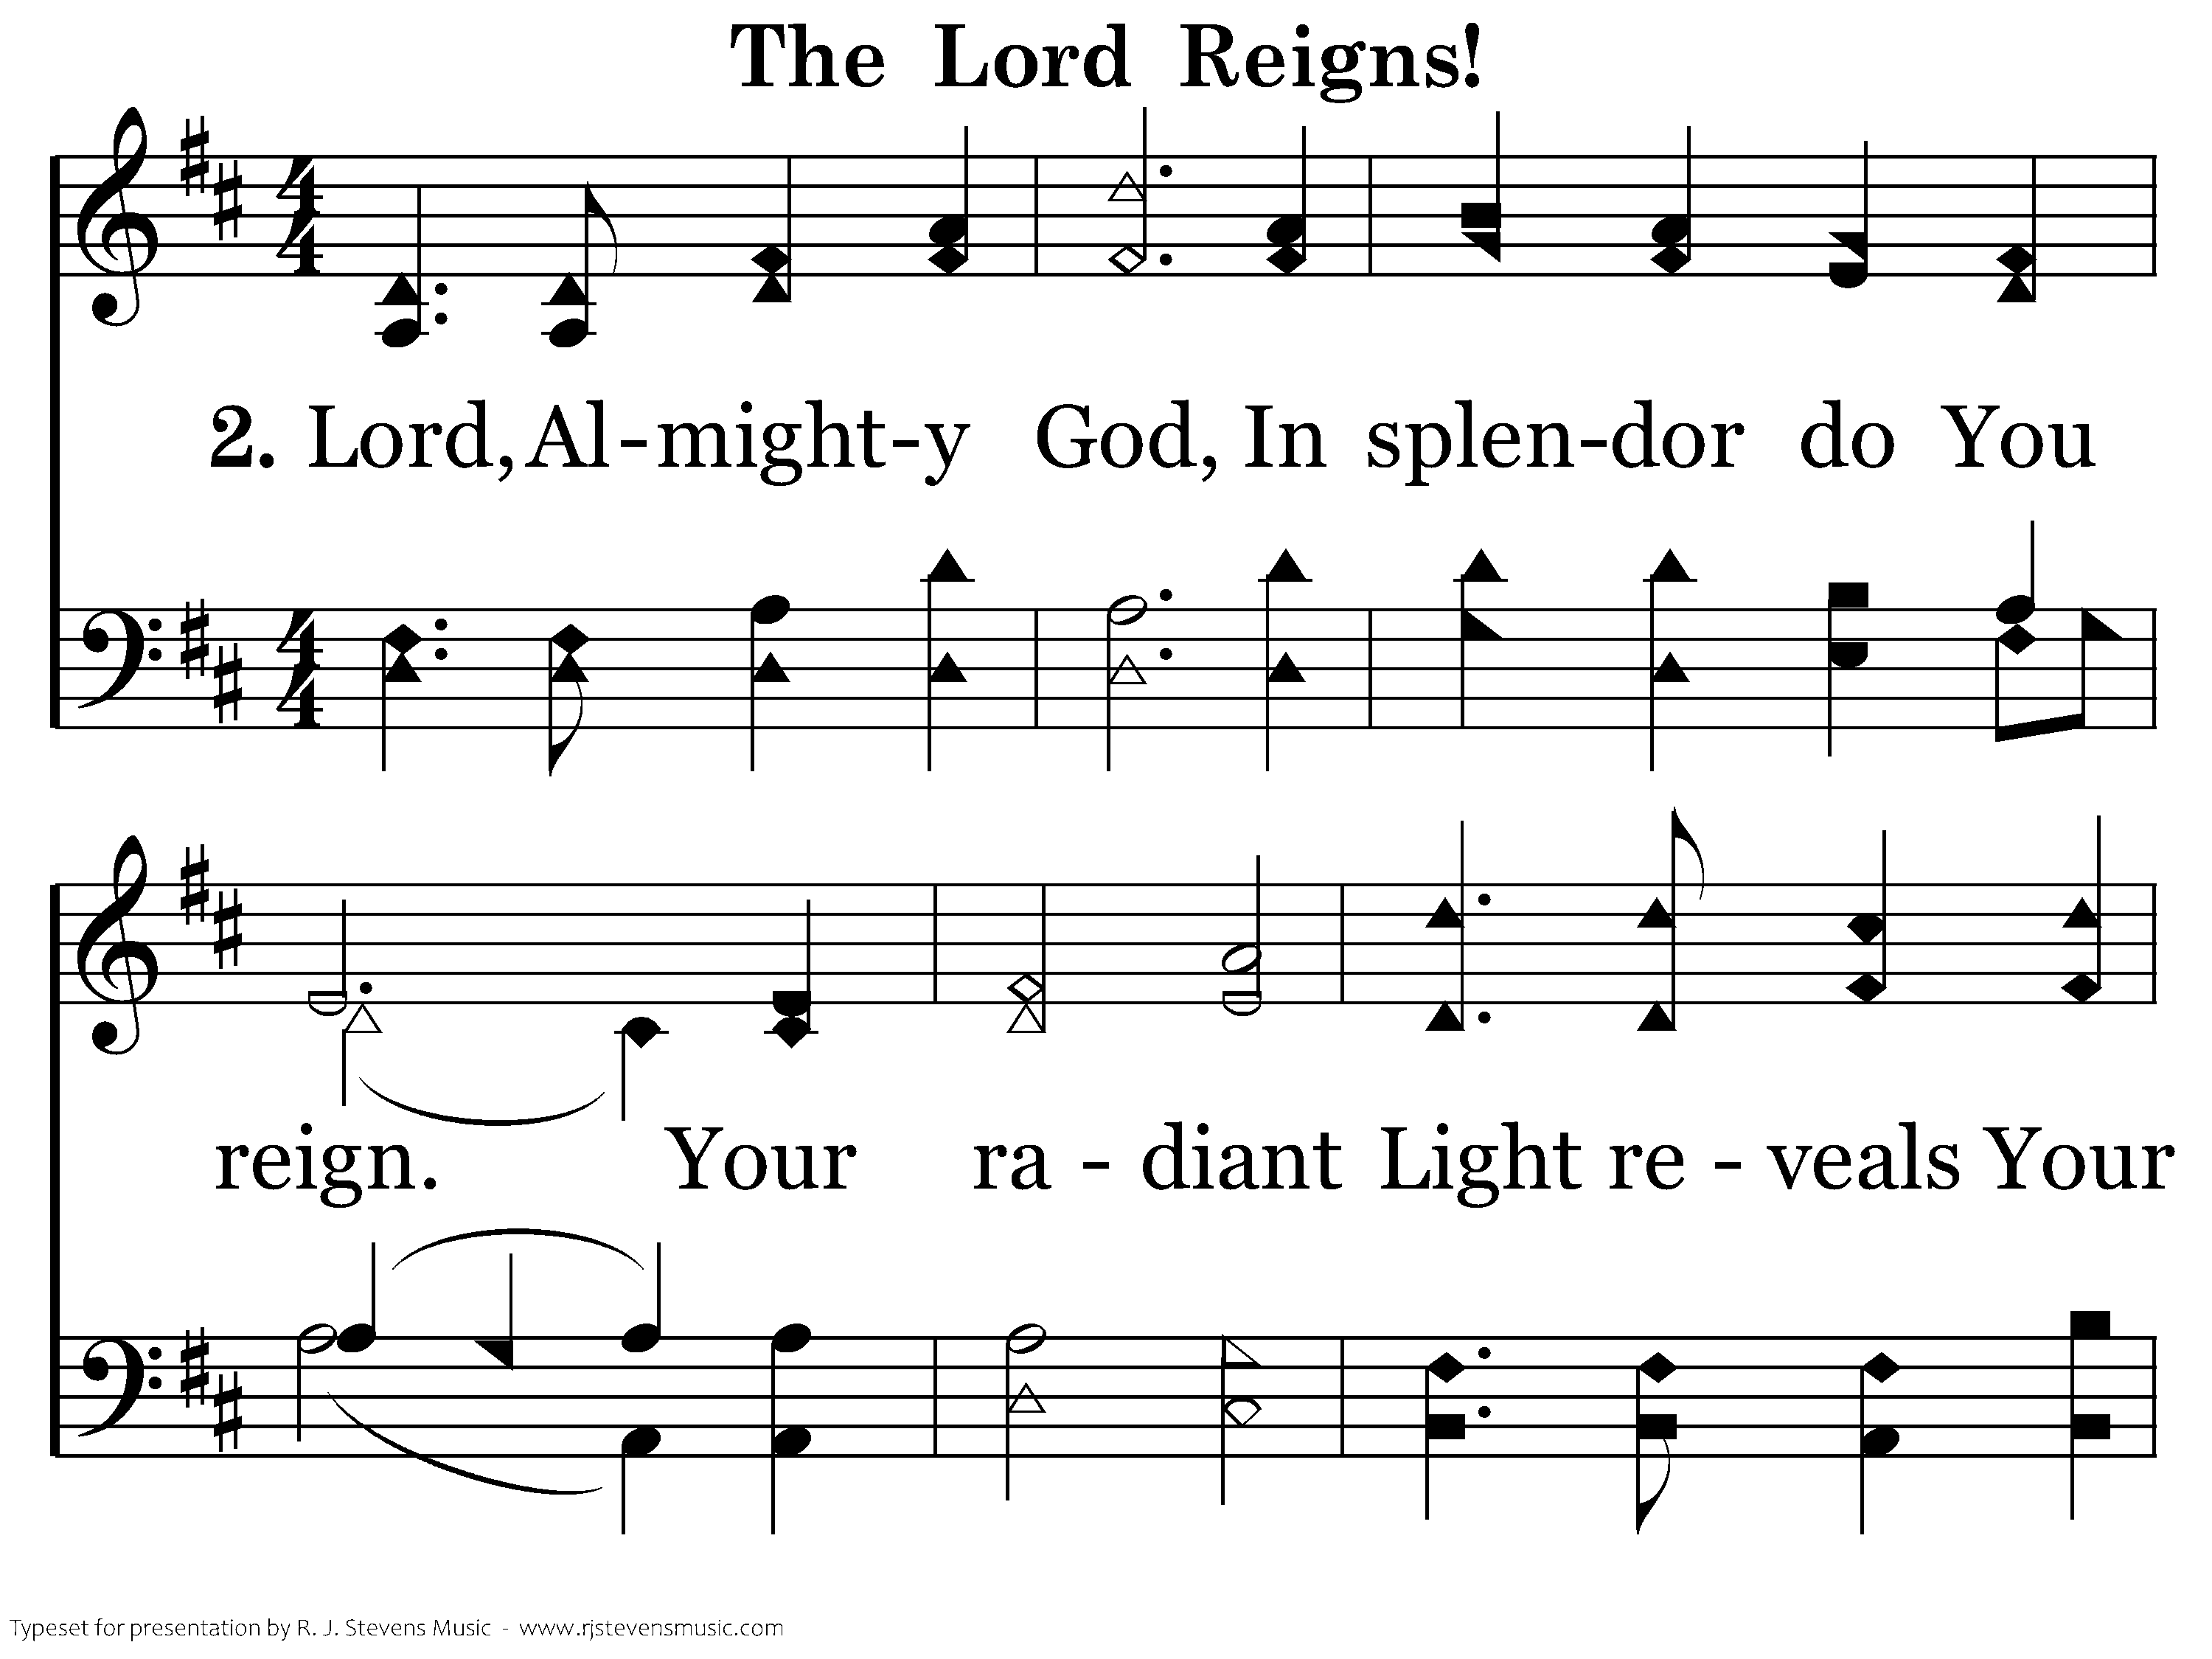 The Lord Reigns!
2. Lord, Al-might-y God, In splen-dor do You
reign. Your ra - diant Light re - veals Your
Typeset for presentation by R. J. Stevens Music - www.rjstevensmusic.com